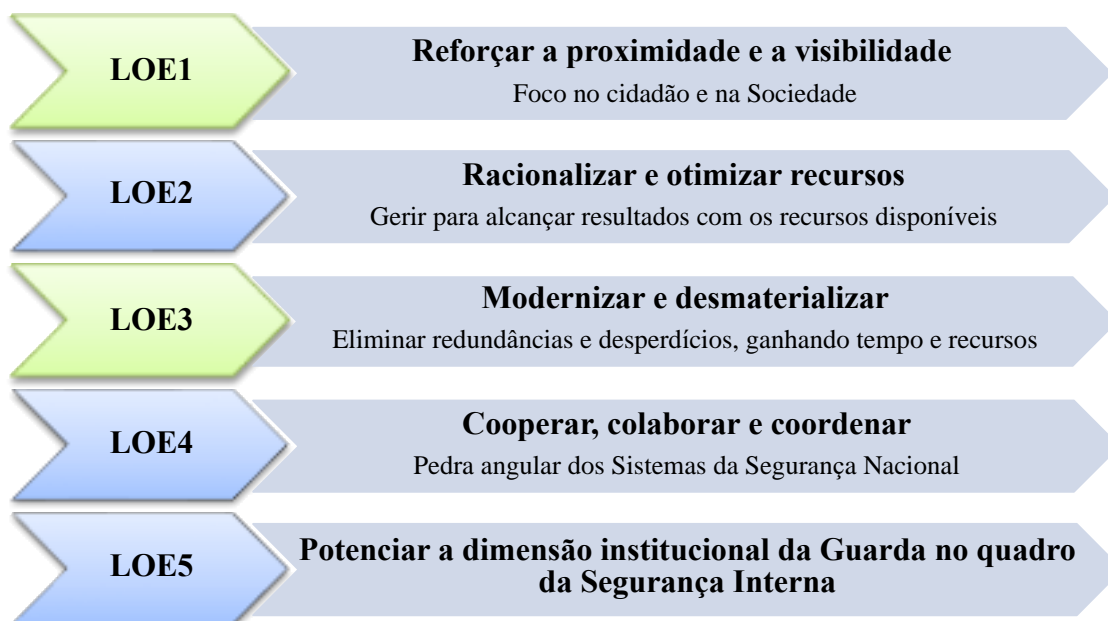 LOE1
Reforçar a proximidade e a visibilidade
Foco no cidadão e na Sociedade
LOE2
Racionalizar e otimizar recursos
Gerir para alcançar resultados com os recursos disponíveis
LOE3
Modernizar e desmaterializar
Eliminar redundâncias e desperdícios, ganhando tempo e recursos
LOE4
Cooperar, colaborar e coordenar
Pedra angular dos Sistemas da Segurança Nacional
LOE5
Potenciar a dimensão institucional da Guarda no quadro
da Segurança Interna